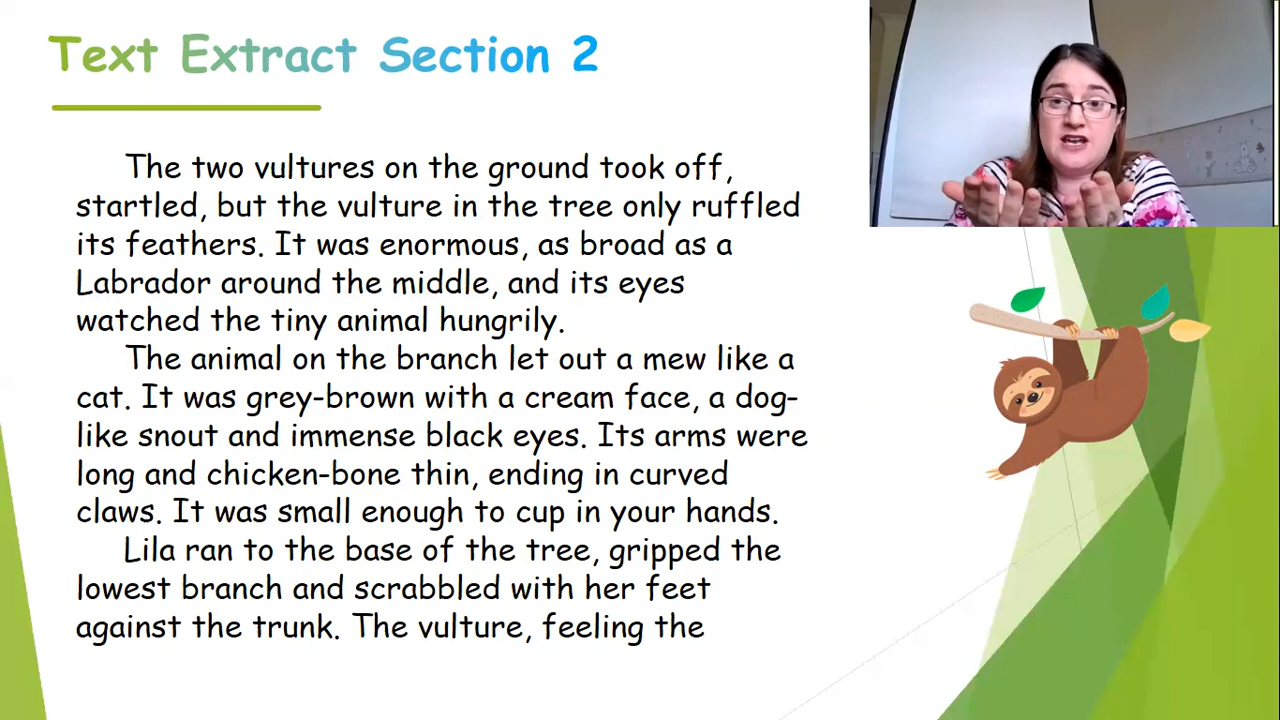 Text Extract Section 2
The two vultures on the ground took off,
startled, but the vulture in the tree only ruffled
its feathers. It was enormous, as broad as a
Labrador around the middle, and its eyes
watched the tiny animal hungrily.
The animal on the branch let out a mew like a
cat. It was grey-brown with a cream face, a dog-
like snout and immense black eyes. Its arms were
long and chicken-bone thin, ending in curved
claws. It was small enough to cup in your hands.
Lila ran to the base of the tree, gripped the
lowest branch and scrabbled with her feet
against the trunk. The vulture, feeling the